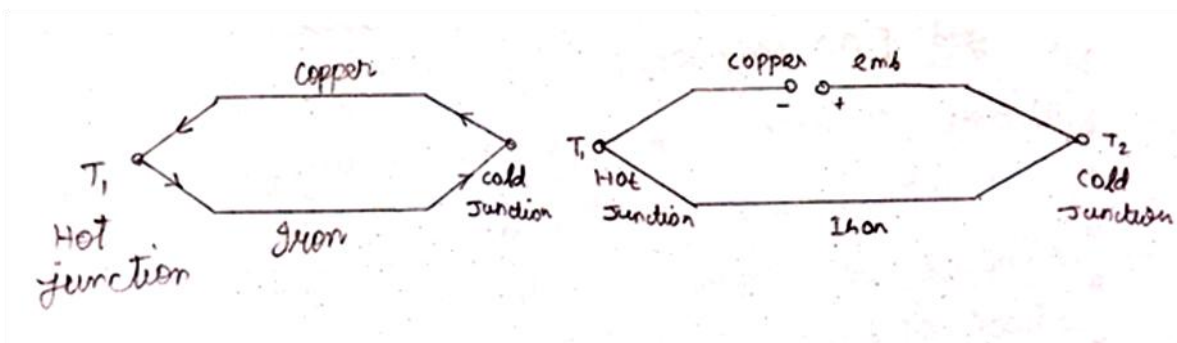 Copper
T1
Hot
junction
Iron
Cold
Junction
Copper
emf
-
+
T1
Hot
Junction
Iron
T2
Cold
Junction